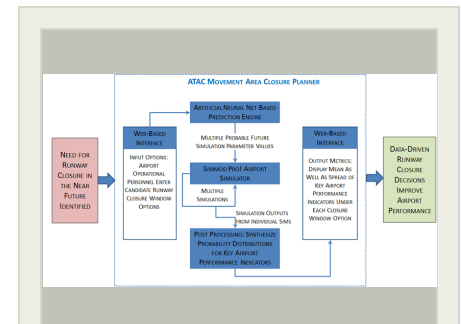 ATAC MOVEMENT AREA CLOSURE PLANNER
NEED FOR
RUNWAY
CLOSURE IN
THE NEAR
FUTURE
IDENTIFIED
WEB-BASED
INTERFACE
INPUT OPTIONS:
AIRPORT
OPERATIONAL
PERSONNEL ENTER
CANDIDATE RUNWAY
CLOSURE WINDOW
OPTIONS
ARTIFICIAL NEURAL NET BASED
PREDICTION ENGINE
MULTIPLE PROBABLE FUTURE
SIMULATION PARAMETER VALUES
SIMMOD PRO! AIRPORT
SIMULATOR
MULTIPLE
SIMULATIONS
SIMULATION OUTPUTS
FROM INDIVIDUAL SIMS
POST PROCESSING: SYNTHESIZE
PROBABILITY DISTRIBUTIONS
FOR KEY AIRPORT
PERFORMANCE INDICATORS
WEB-BASED
INTERFACE
OUTPUT METRICS:
DISPLAY MEAN AS
WELL AS SPREAD OF
KEY AIRPORT
PERFORMANCE
INDICATORS UNDER
EACH CLOSURE
WINDOW OPTION
DATA-DRIVEN
RUNWAY
CLOSURE
DECISIONS
IMPROVE
AIRPORT
PERFORMANCE